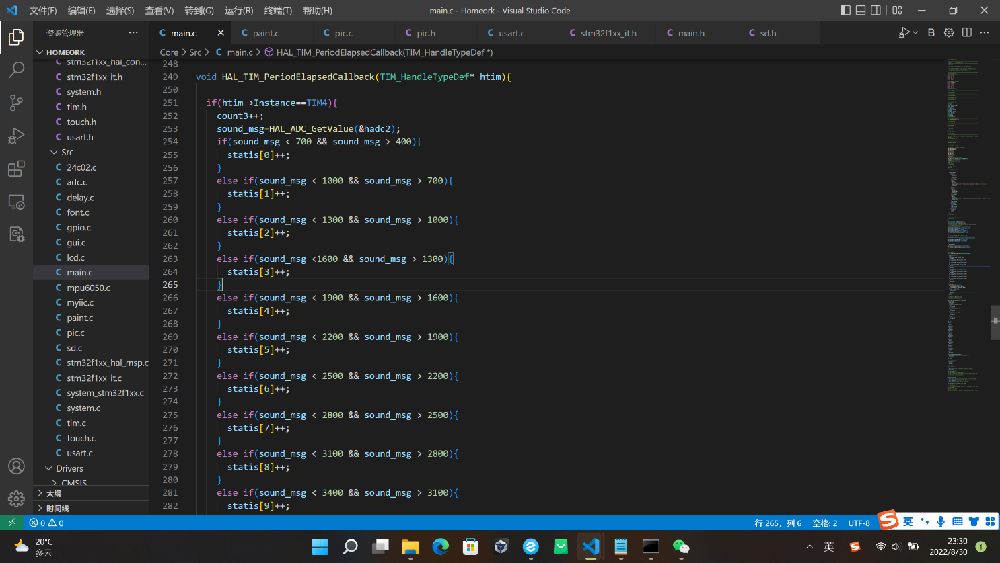 文件(F) 编辑(E) 选择(S) 查看(V) 转到(G) 运行(R) 终端(T) 帮助(H) main.c - Homeork - Visual Studio Code
资源管理器 ··· main.c paint.c pic.c pic.h usart.c stm32f1xx_it.h main.h sd.h
HOMEORK
Core > Src > main.c > HAL_TIM_PeriodElapsedCallback(TIM_HandleTypeDef *)
stm32f1xx_hal_con...
stm32f1xx_it.h
system.h
tim.h
touch.h
usart.h
Src
24c02.c
adc.c
delay.c
font.c
gpio.c
gui.c
lcd.c
main.c
mpu6050.c
myiic.c
paint.c
pic.c
sd.c
stm32f1xx_hal_msp.c
stm32f1xx_it.c
system_stm32f1xx.c
system.c
tim.c
touch.c
usart.c
Drivers
CMSIS
大纲
时间线
248
249 void HAL_TIM_PeriodElapsedCallback(TIM_HandleTypeDef* htim){
250
251 if(htim->Instance==TIM4){
252 count3++;
253 sound_msg=HAL_ADC_GetValue(&hadc2);
254 if(sound_msg < 700 && sound_msg > 400){
255 statis[0]++;
256 }
257 else if(sound_msg < 1000 && sound_msg > 700){
258 statis[1]++;
259 }
260 else if(sound_msg < 1300 && sound_msg > 1000){
261 statis[2]++;
262 }
263 else if(sound_msg <1600 && sound_msg > 1300){
264 statis[3]++;
265 }
266 else if(sound_msg < 1900 && sound_msg > 1600){
267 statis[4]++;
268 }
269 else if(sound_msg < 2200 && sound_msg > 1900){
270 statis[5]++;
271 }
272 else if(sound_msg < 2500 && sound_msg > 2200){
273 statis[6]++;
274 }
275 else if(sound_msg < 2800 && sound_msg > 2500){
276 statis[7]++;
277 }
278 else if(sound_msg < 3100 && sound_msg > 2800){
279 statis[8]++;
280 }
281 else if(sound_msg < 3400 && sound_msg > 3100){
282 statis[9]++;
0 0 行 265，列 6 空格: 2 UTF-8 英
20°C
多云
英 23:30
2022/8/30 1